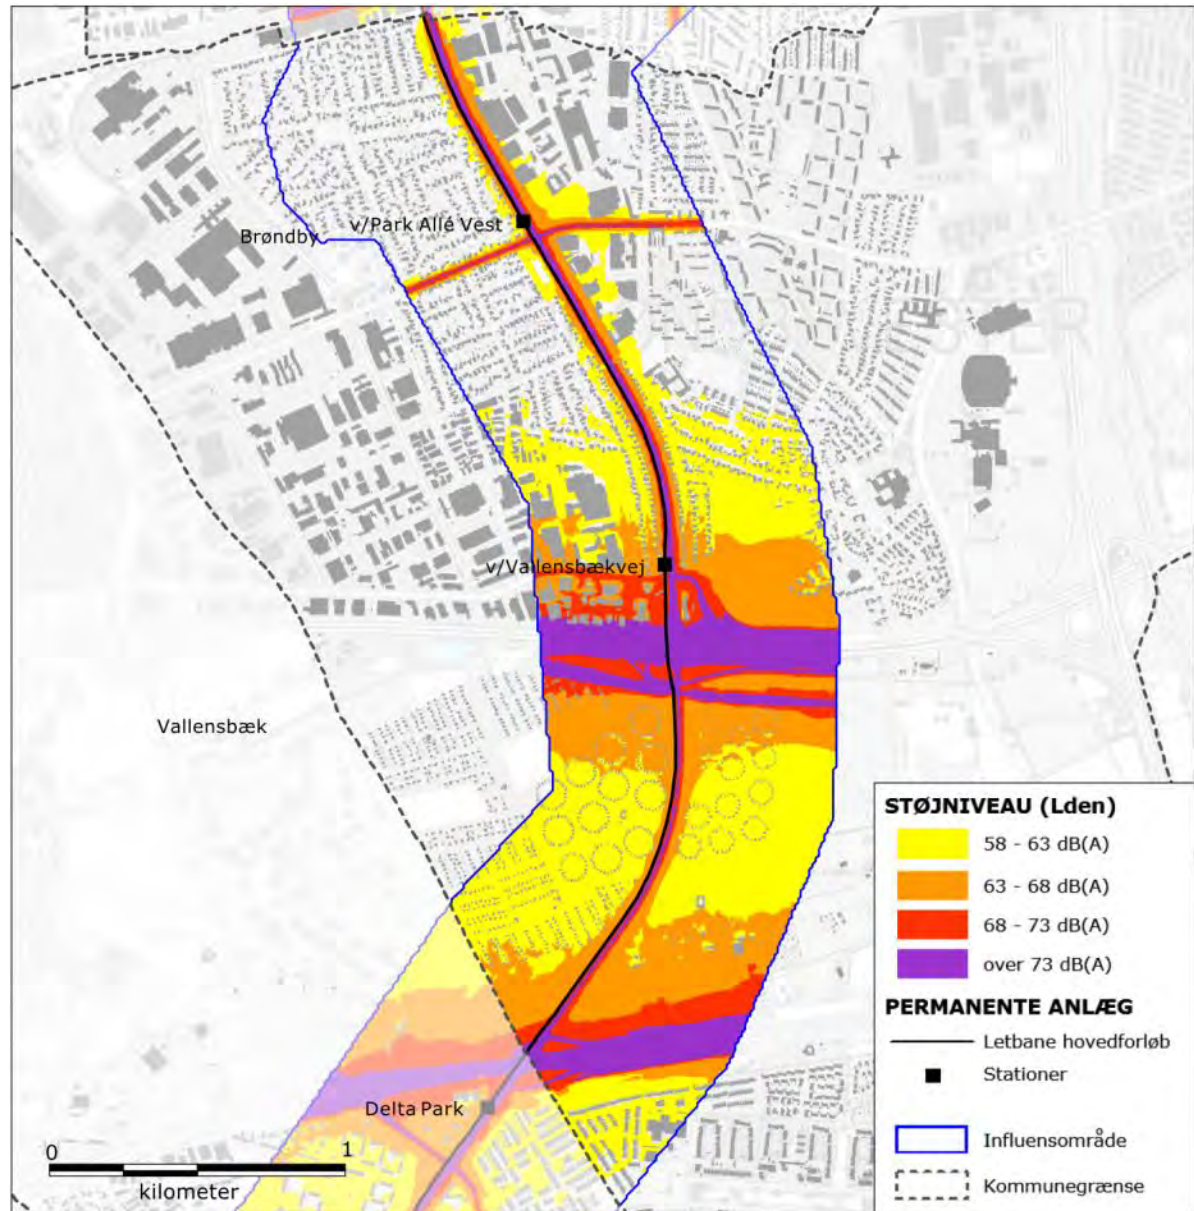 v/Park Allé Vest
Brøndby
v/Vallensbækvej
Vallensbæk
Delta Park
0 1
kilometer
STØJNIVEAU (Lden)
58 - 63 dB(A)
63 - 68 dB(A)
68 - 73 dB(A)
over 73 dB(A)
PERMANENTE ANLÆG
Letbane hovedforløb
Stationer
Influensområde
Kommunegrænse